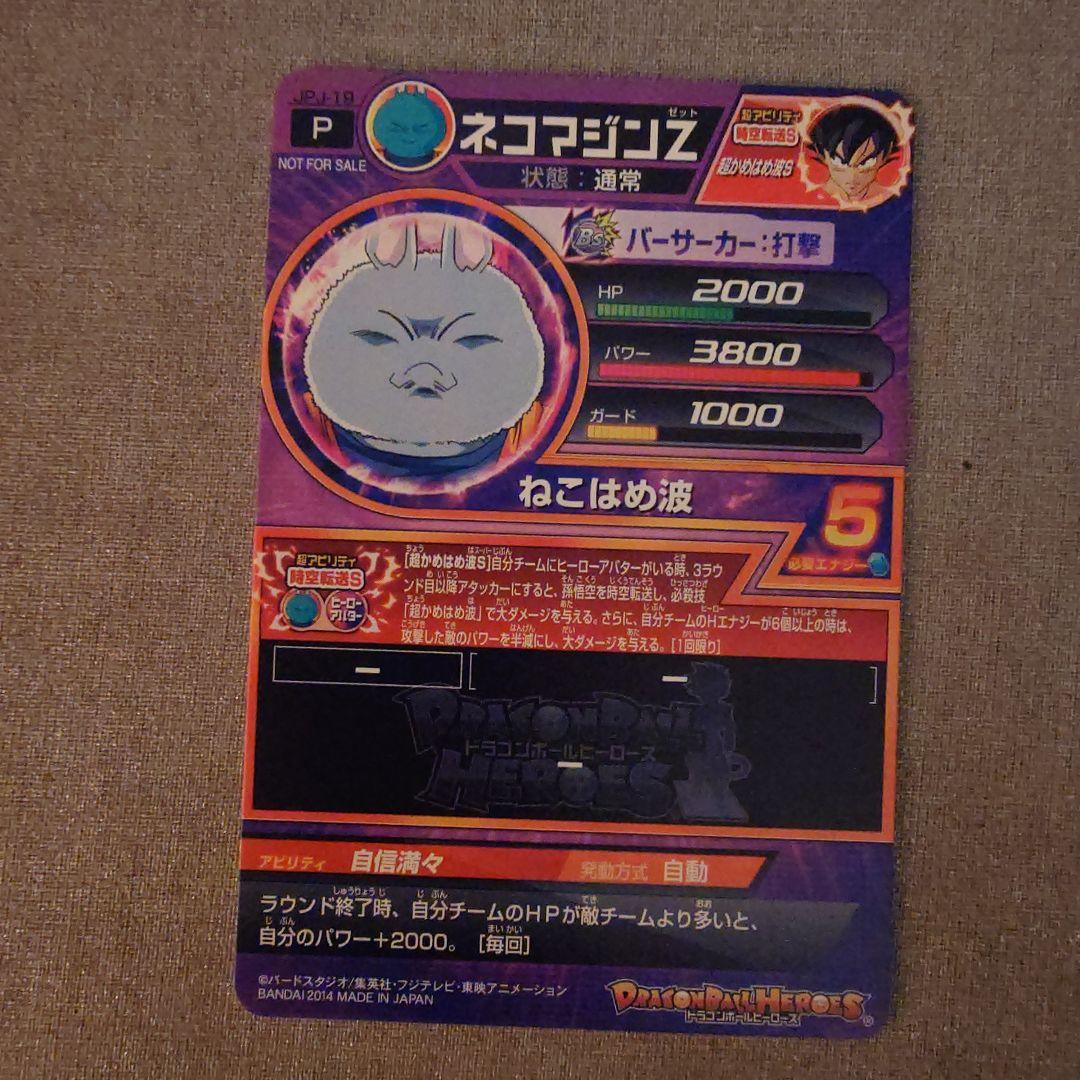 JPJ-19
P
NOT FOR SALE
ゼット
ネコマジンZ
状態：通常
超アビリティ
時空転送S
超かめはめ波S
Bs
バーサーカー：打撃
HP 2000
パワー 3800
ガード 1000
ねこはめ波
5
必要エナジー
超アビリティ
時空転送S
ヒーロー
アバター
[超かめはめ波S]自分チームにヒーローアバターがいる時、3ラウ
ンド目以降アタッカーにすると、孫悟空を時空転送し、必殺技
「超かめはめ波」で大ダメージを与える。さらに、自分チームのHエナジーが6個以上の時は、
攻撃した敵のパワーを半減にし、大ダメージを与える。[1回限り]
ー
[ ー ]
DRAGONBALL
ドラゴンボールヒーローズ
HEROES
ー
アビリティ 自信満々 発動方式 自動
ラウンド終了時、自分チームのHPが敵チームより多いと、
自分のパワー+2000。 [毎回]
©バードスタジオ/集英社・フジテレビ・東映アニメーション
BANDAI 2014 MADE IN JAPAN
DRAGONBALL HEROES
ドラゴンボールヒーローズ